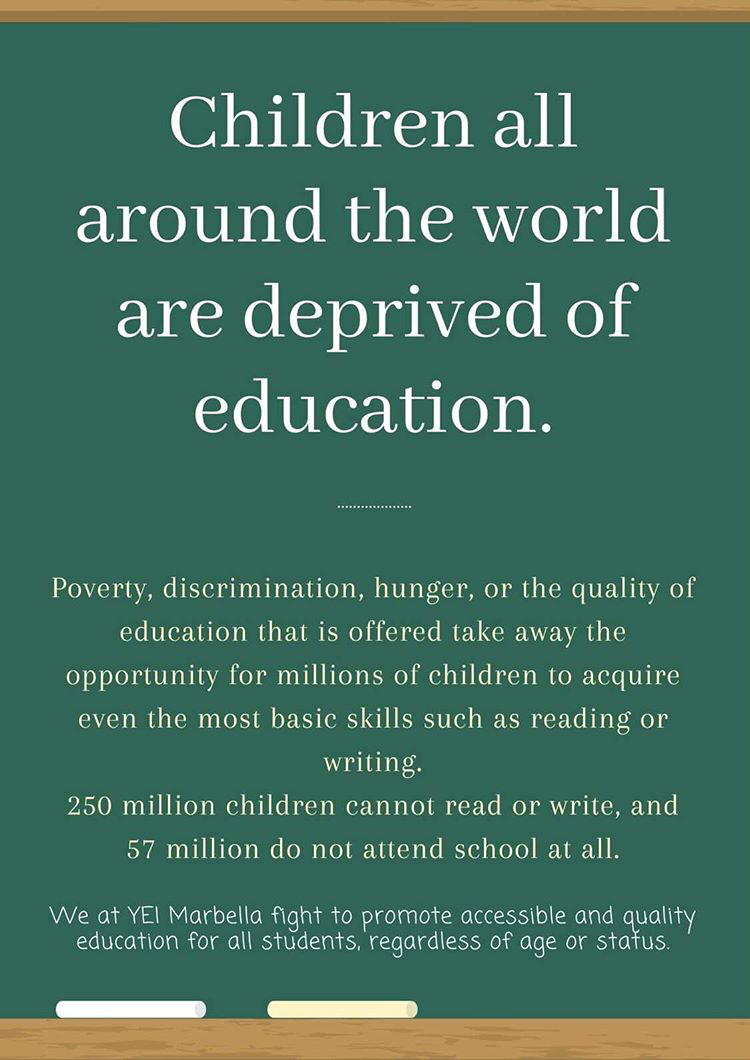 Children all
around the world
are deprived of
education.
Poverty, discrimination, hunger, or the quality of
education that is offered take away the
opportunity for millions of children to acquire
even the most basic skills such as reading or
writing.
250 million children cannot read or write, and
57 million do not attend school at all.
We at YEI Marbella fight to promote accessible and quality
education for all students, regardless of age or status.